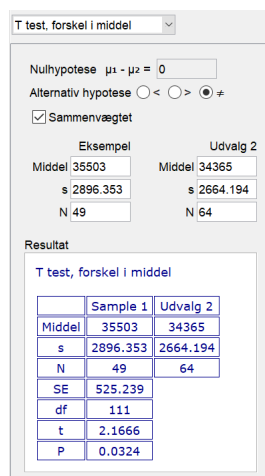 T test, forskel i middel
Nulhypotese μ1 - μ2 = 0
Alternativ hypotese < > ≠
Sammenvægtet
Eksempel Udvalg 2
Middel 35503 Middel 34365
s 2896.353 s 2664.194
N 49 N 64
Resultat
T test, forskel i middel
Sample 1 Udvalg 2
Middel 35503 34365
s 2896.353 2664.194
N 49 64
SE 525.239
df 111
t 2.1666
P 0.0324